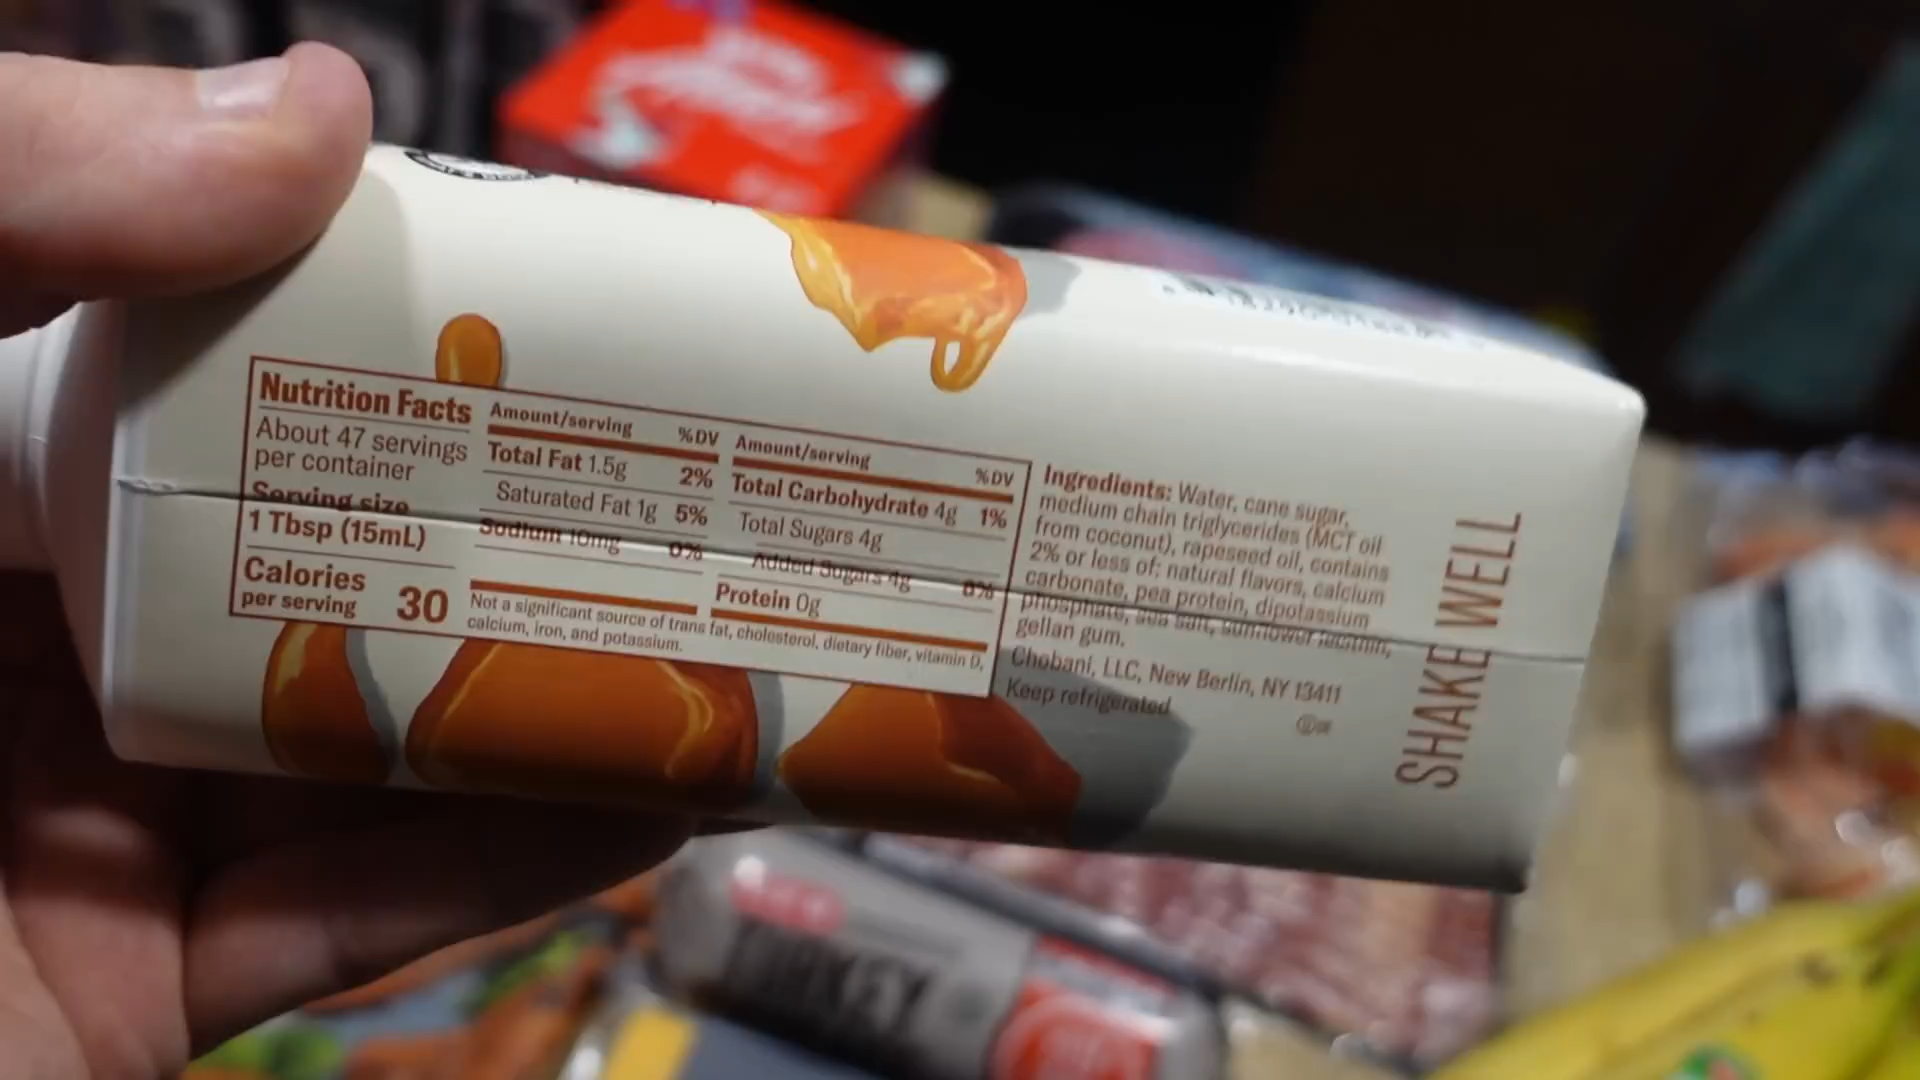 Nutrition Facts
About 47 servings
per container
Serving size
1 Tbsp (15mL)
Calories
per serving 30
Amount/serving %DV
Total Fat 1.5g 2%
Saturated Fat 1g 5%
Sodium 10mg 0%
Amount/serving %DV
Total Carbohydrate 4g 1%
Total Sugars 4g
Added Sugars 4g 8%
Protein 0g
Not a significant source of trans fat, cholesterol, dietary fiber, vitamin D,
calcium, iron, and potassium.
Ingredients: Water, cane sugar,
medium chain triglycerides (MCT oil
from coconut), rapeseed oil, contains
2% or less of: natural flavors, calcium
carbonate, pea protein, dipotassium
phosphate, sea salt, sunflower lecithin,
gellan gum.
Chobani, LLC, New Berlin, NY 13411
Keep refrigerated
SHAKE WELL
TURKEY